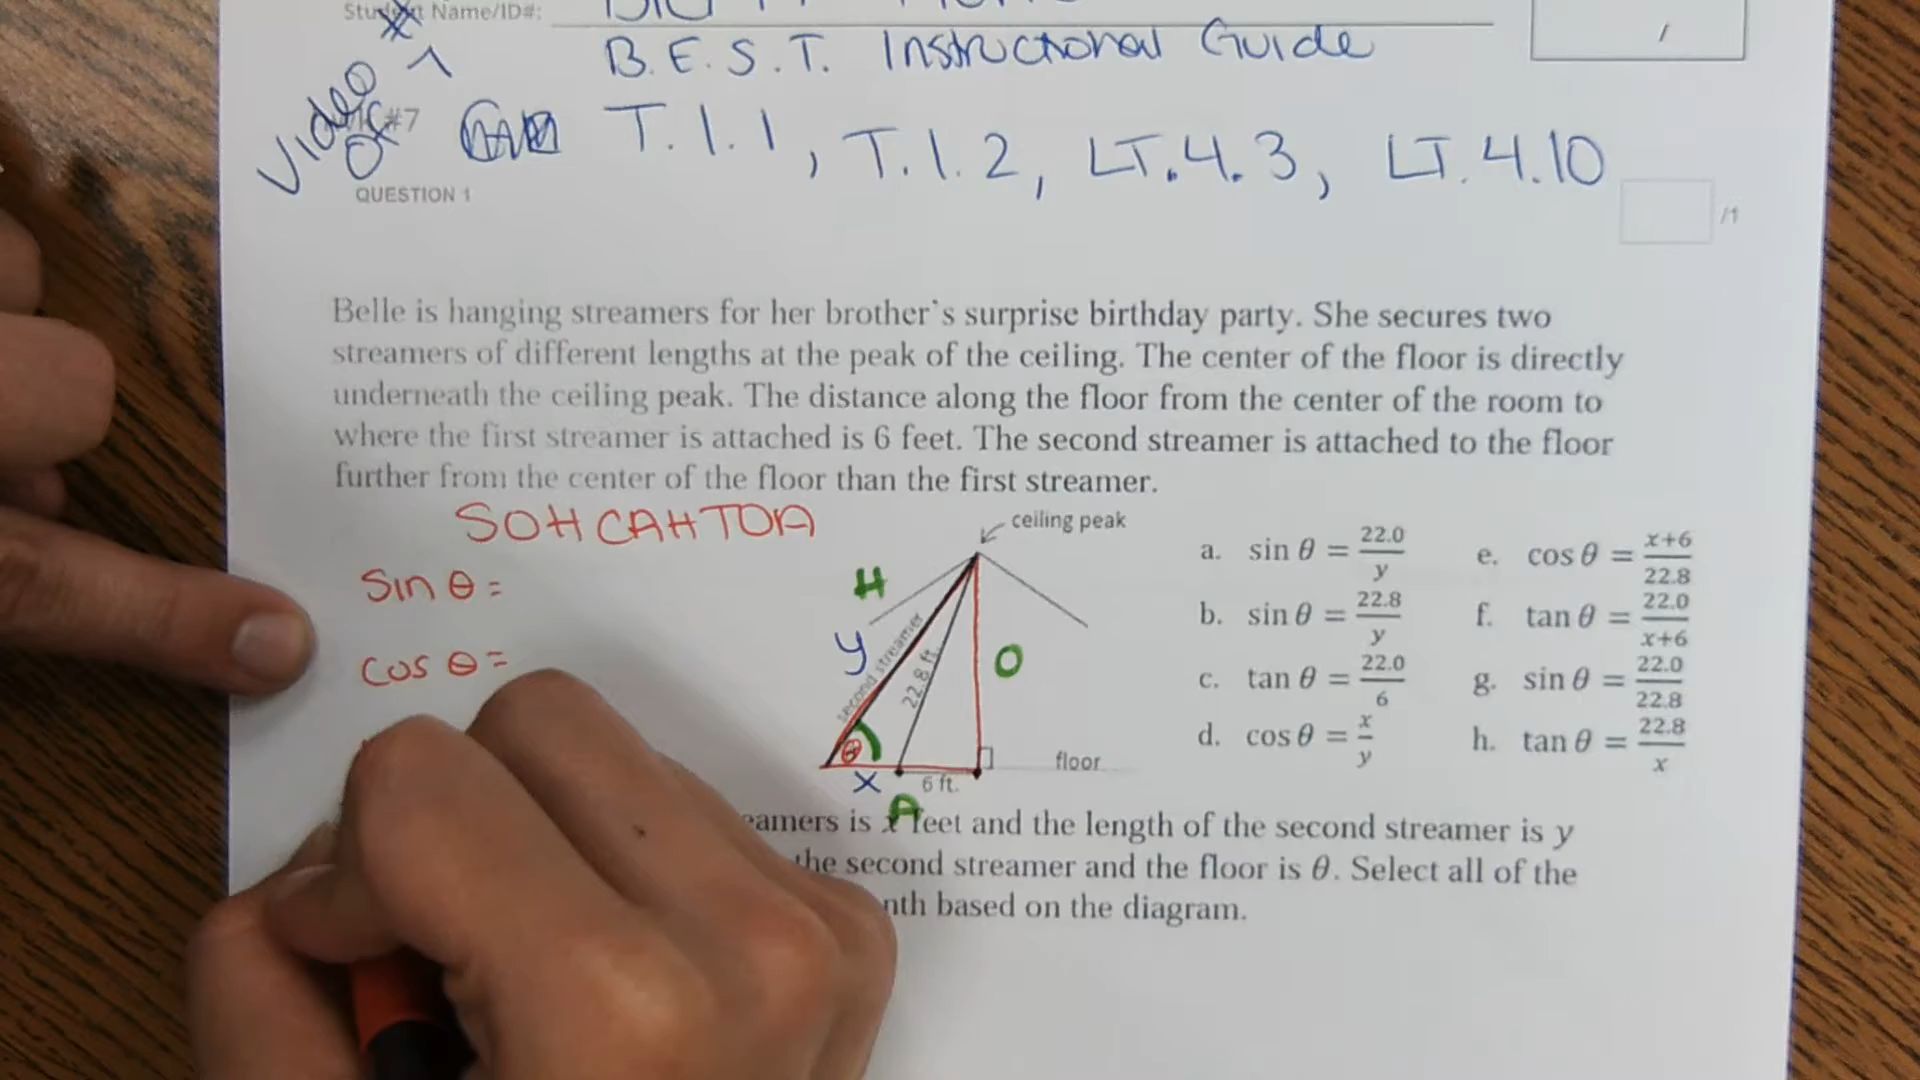 Student Name/ID#:
B.E.S.T. Instructional Guide
/
Video
of
#7
T.1.1, T.1.2, LT.4.3, LT.4.10
QUESTION 1
/1
Belle is hanging streamers for her brother's surprise birthday party. She secures two
streamers of different lengths at the peak of the ceiling. The center of the floor is directly
underneath the ceiling peak. The distance along the floor from the center of the room to
where the first streamer is attached is 6 feet. The second streamer is attached to the floor
further from the center of the floor than the first streamer.
SOH CAH TOA
sin θ =
cos θ =
ceiling peak
H
y
second streamer
22.8 ft.
O
θ
x
6 ft.
floor
A
a. sin θ = 22.0/y
b. sin θ = 22.8/y
c. tan θ = 22.0/6
d. cos θ = x/y
e. cos θ = x+6/22.8
f. tan θ = 22.0/x+6
g. sin θ = 22.0/22.8
h. tan θ = 22.8/x
is x feet and the length of the second streamer is y
the second streamer and the floor is θ. Select all of the
based on the diagram.